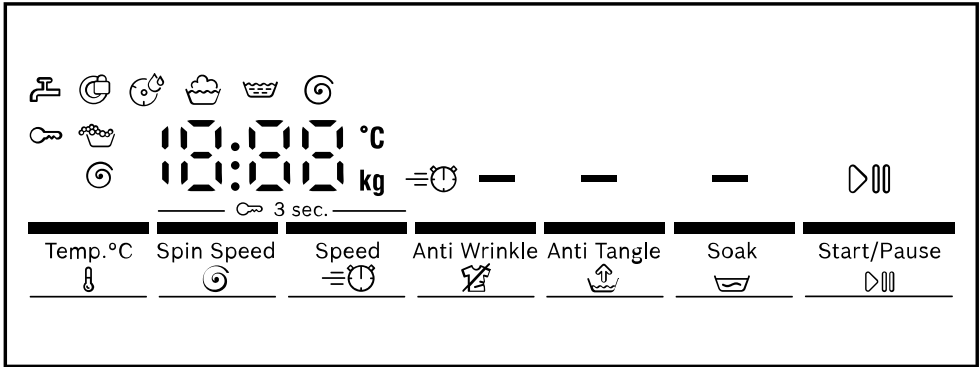 18:88 °C
kg
3 sec.
Temp.°C Spin Speed Speed Anti Wrinkle Anti Tangle Soak Start/Pause